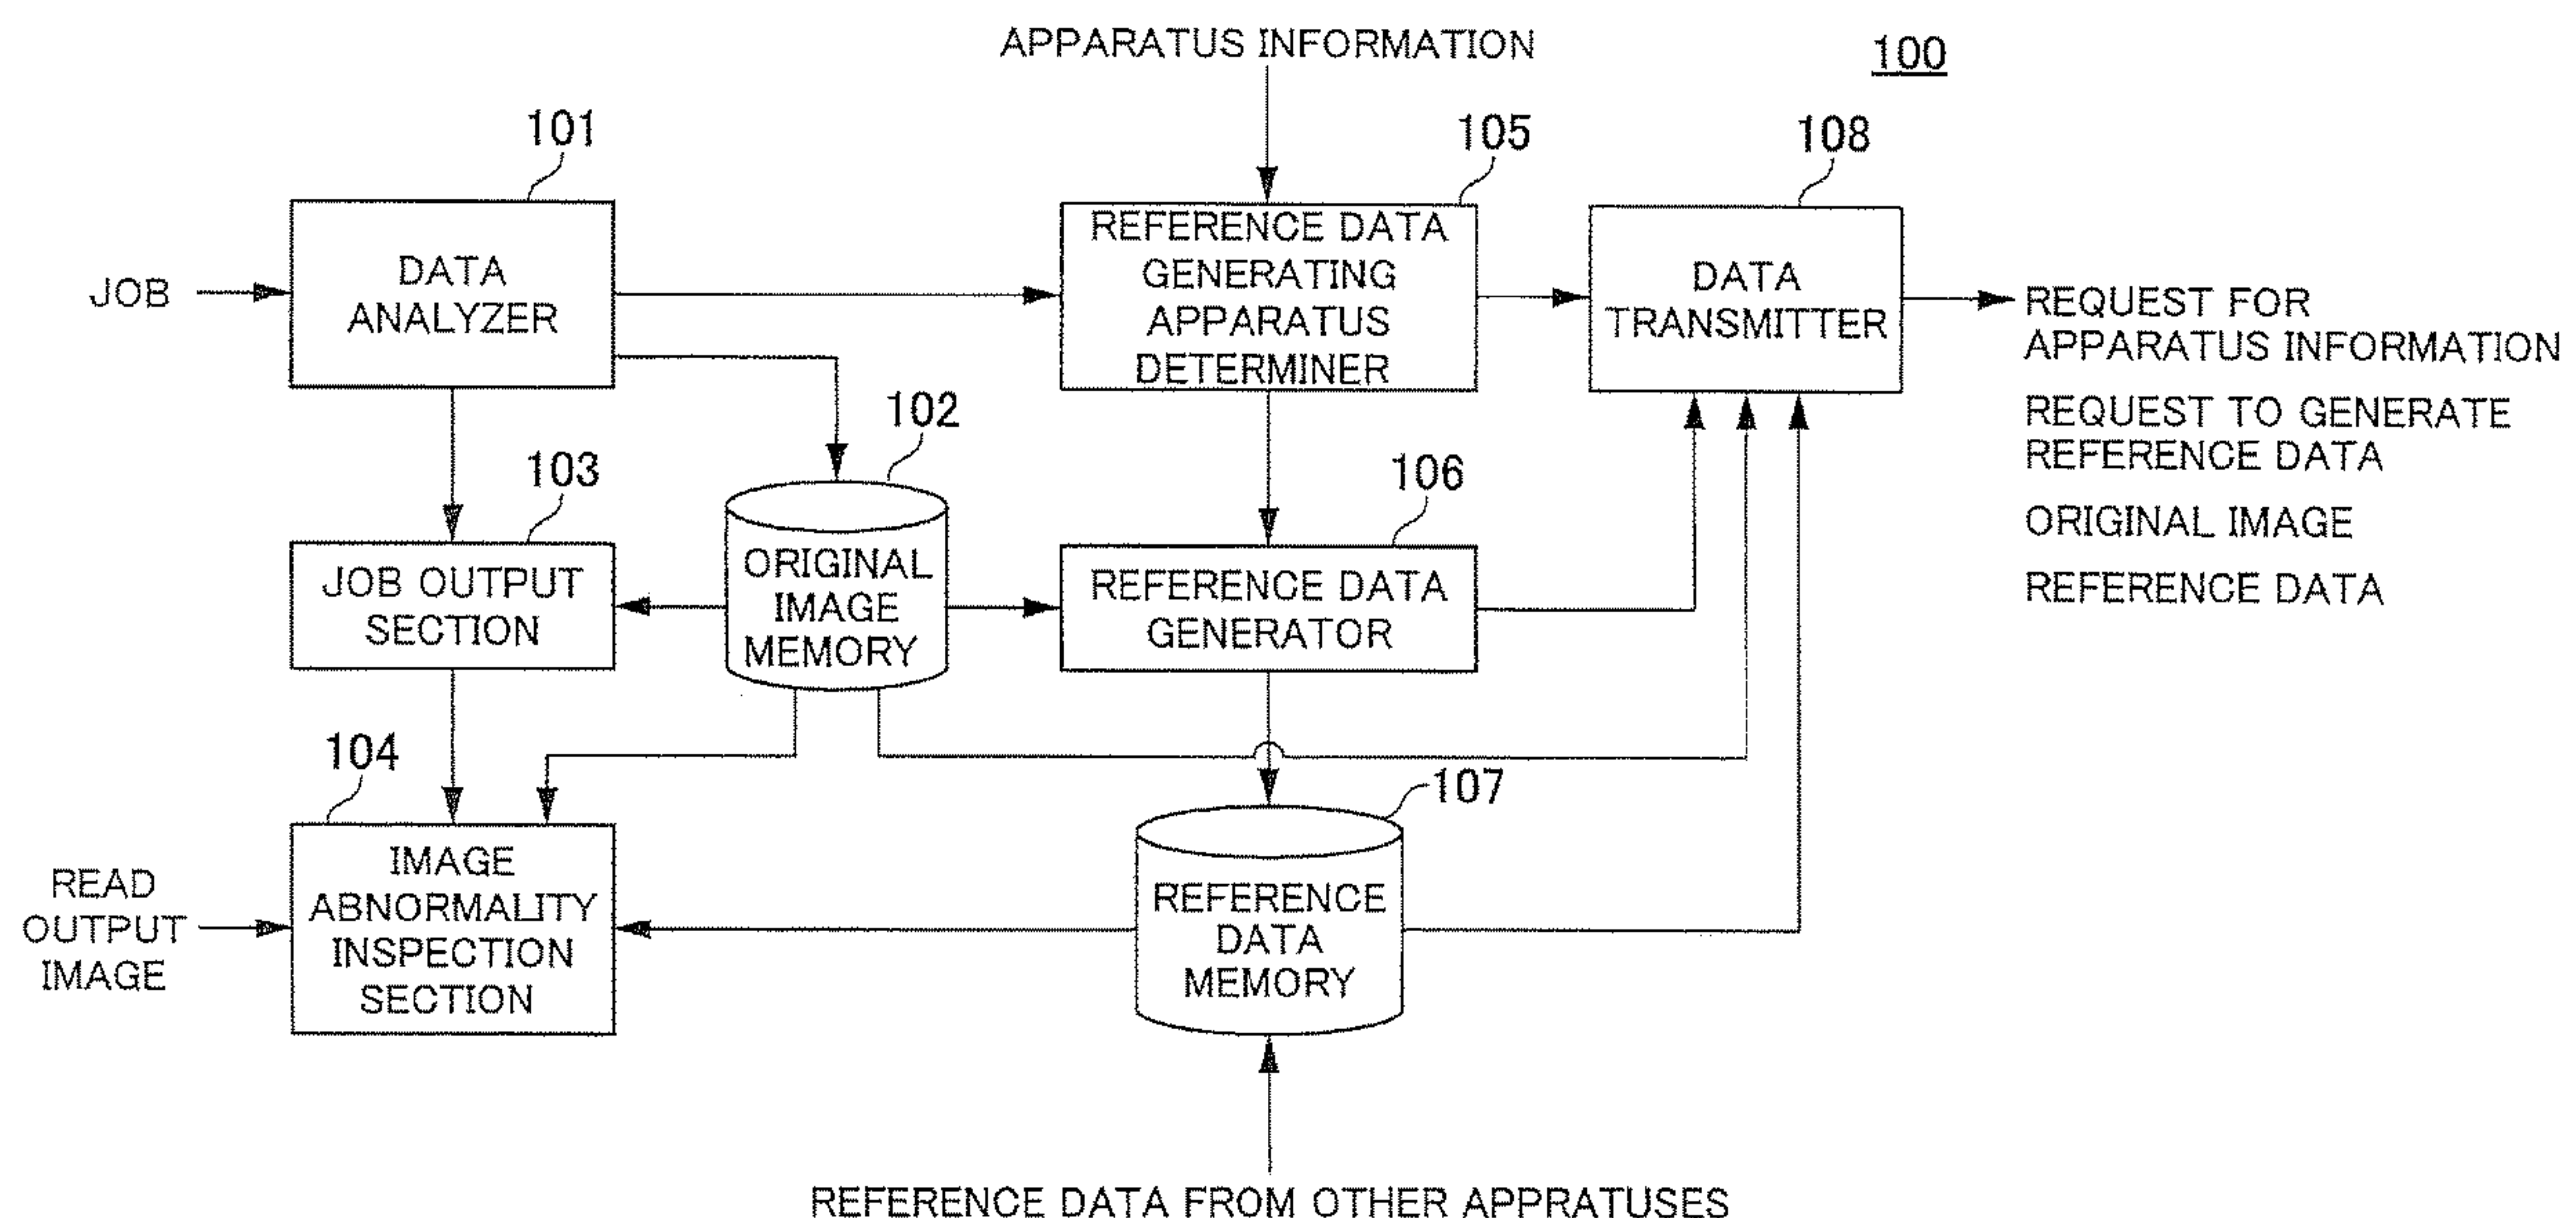 APPARATUS INFORMATION
100
101
105
108
JOB
DATA
ANALYZER
REFERENCE DATA
GENERATING
APPARATUS
DETERMINER
DATA
TRANSMITTER
REQUEST FOR
APPARATUS INFORMATION
REQUEST TO GENERATE
REFERENCE DATA
ORIGINAL IMAGE
REFERENCE DATA
102
103
106
JOB OUTPUT
SECTION
ORIGINAL
IMAGE
MEMORY
REFERENCE DATA
GENERATOR
104
107
READ
OUTPUT
IMAGE
IMAGE
ABNORMALITY
INSPECTION
SECTION
REFERENCE
DATA
MEMORY
REFERENCE DATA FROM OTHER APPRATUSES